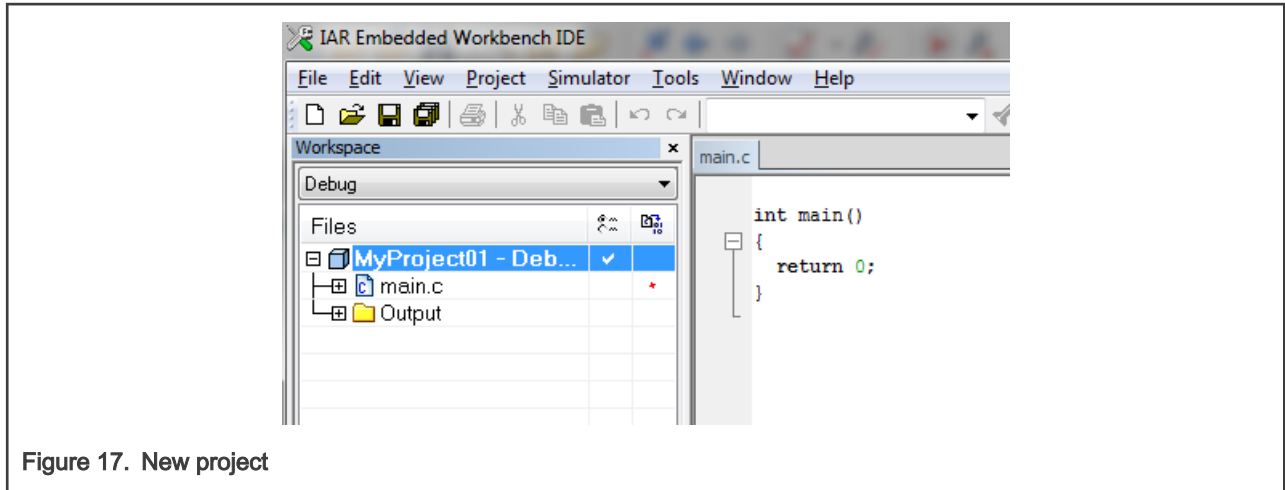 IAR Embedded Workbench IDE
File Edit View Project Simulator Tools Window Help
Workspace
main.c
Debug
Files
MyProject01 - Deb...
main.c
Output
int main()
{
return 0;
}
Figure 17. New project